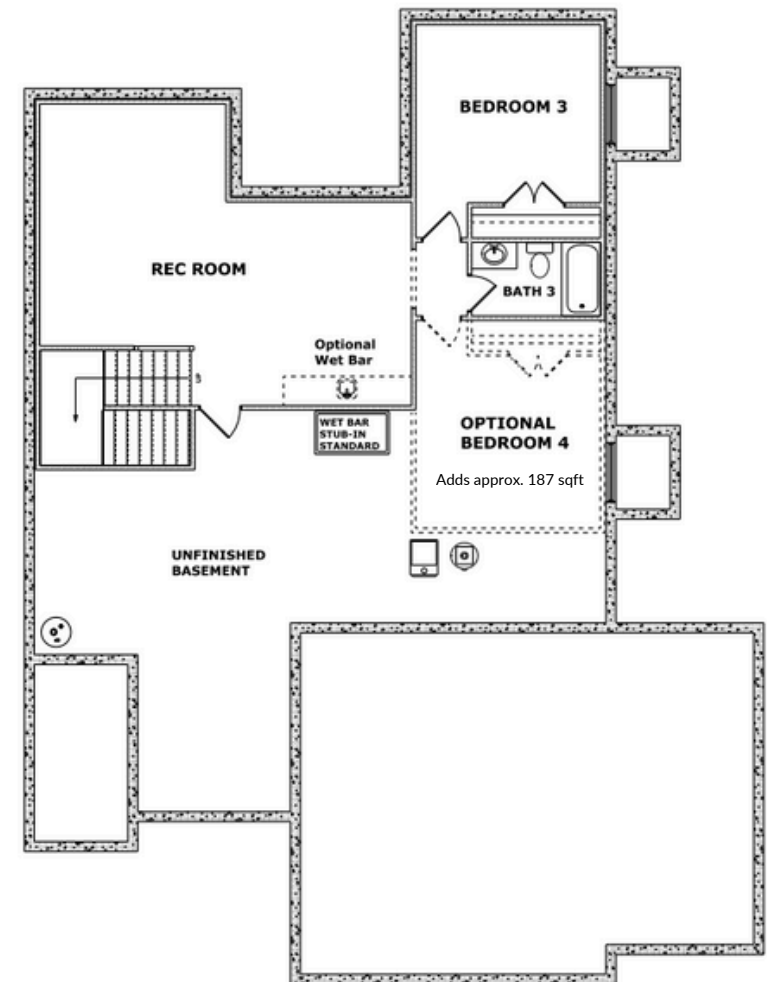 BEDROOM 3
REC ROOM
BATH 3
Optional
Wet Bar
WET BAR
STUB-IN
STANDARD
OPTIONAL
BEDROOM 4
Adds approx. 187 sqft
UNFINISHED
BASEMENT